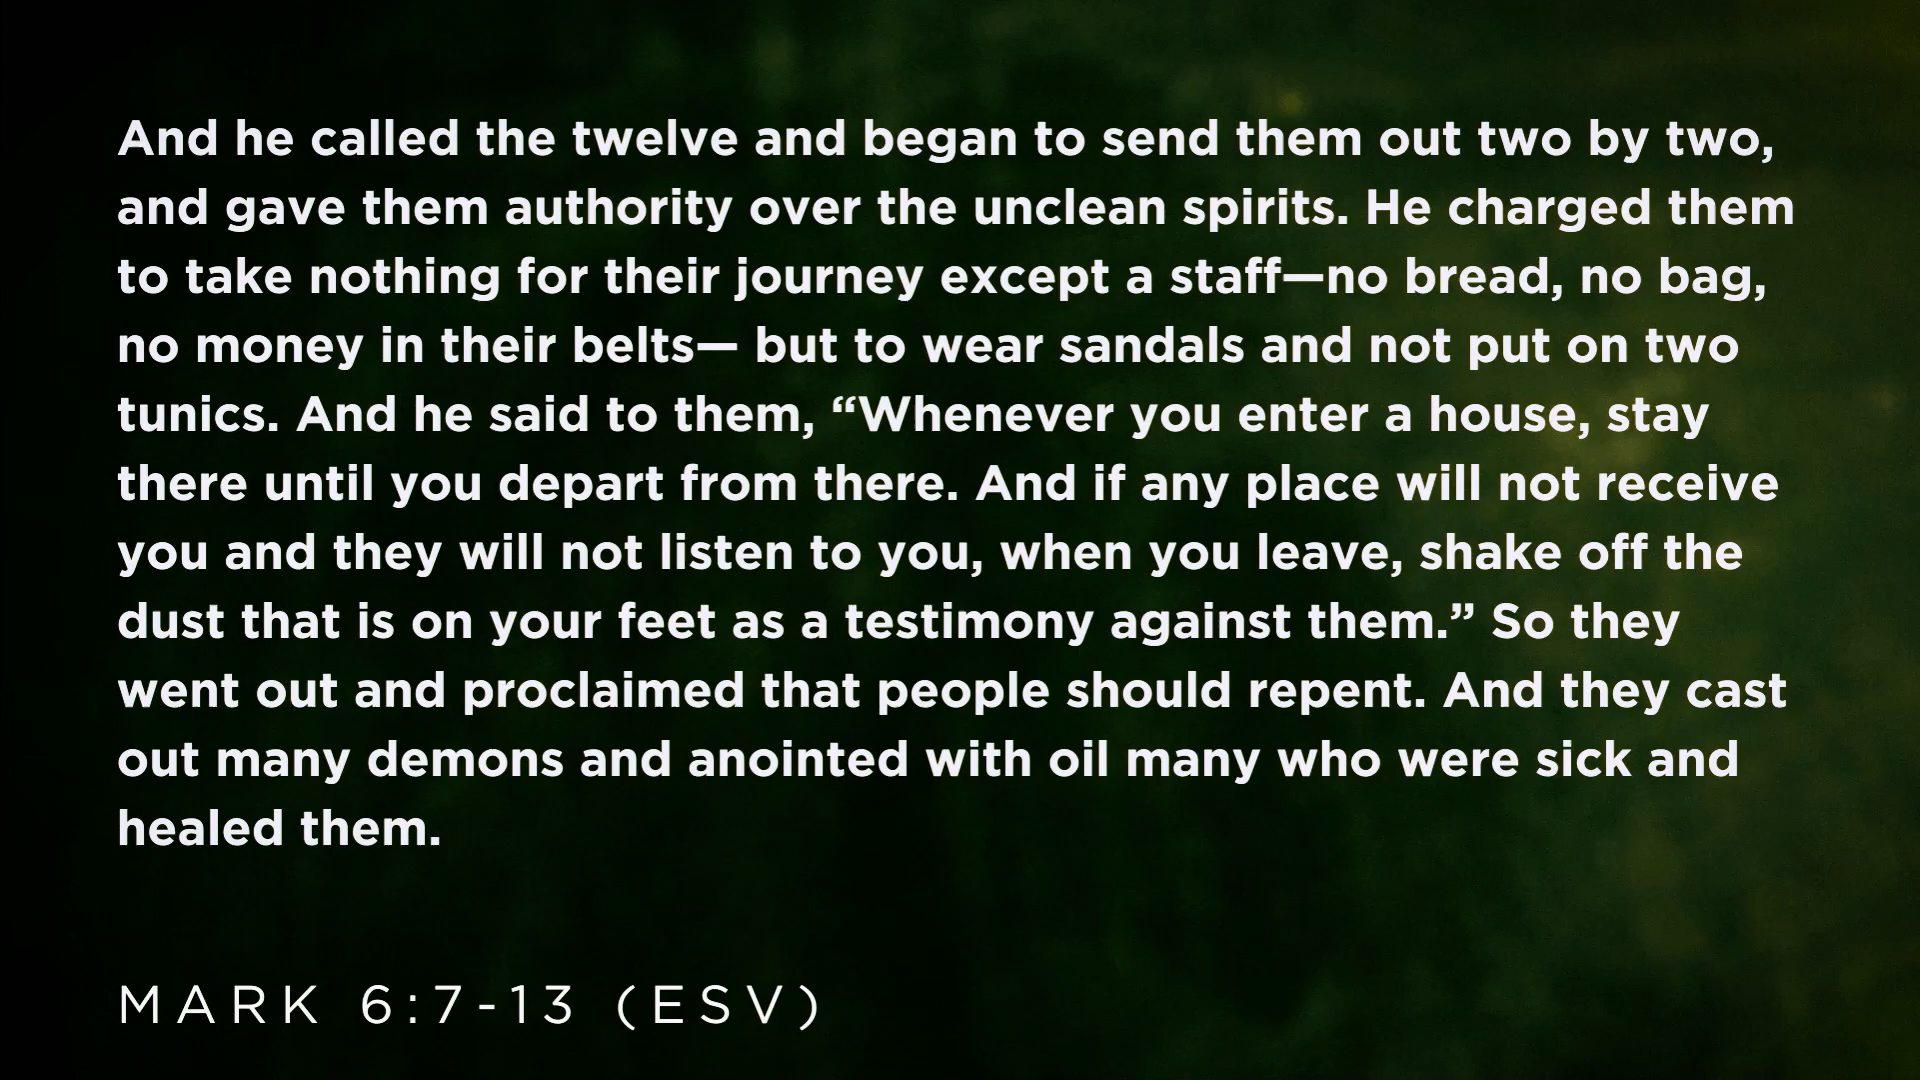 And he called the twelve and began to send them out two by two,
and gave them authority over the unclean spirits. He charged them
to take nothing for their journey except a staff—no bread, no bag,
no money in their belts— but to wear sandals and not put on two
tunics. And he said to them, “Whenever you enter a house, stay
there until you depart from there. And if any place will not receive
you and they will not listen to you, when you leave, shake off the
dust that is on your feet as a testimony against them.” So they
went out and proclaimed that people should repent. And they cast
out many demons and anointed with oil many who were sick and
healed them.
MARK 6:7-13 (ESV)